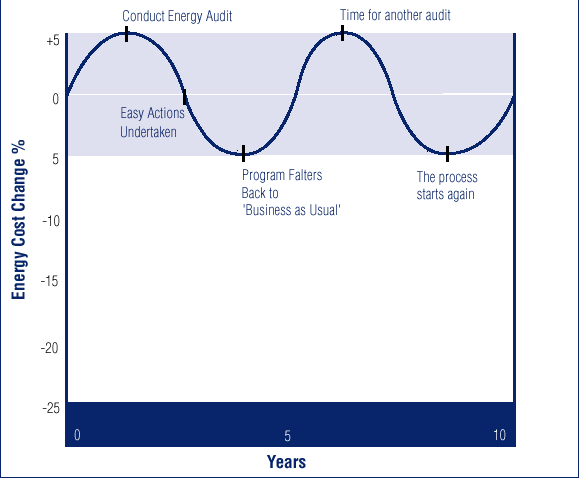 Conduct Energy Audit
Time for another audit
+5
0
Easy Actions
Undertaken
5
Program Falters
Back to
'Business as Usual'
The process
starts again
-10
-15
-20
-25
Energy Cost Change %
0
5
10
Years